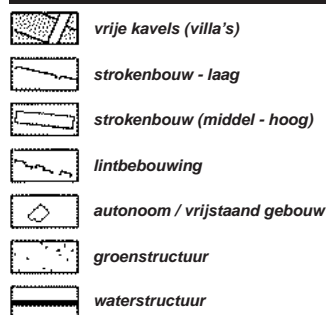 vrije kavels (villa's)
strokenbouw - laag
strokenbouw (middel - hoog)
lintbebouwing
autonoom / vrijstaand gebouw
groenstructuur
waterstructuur